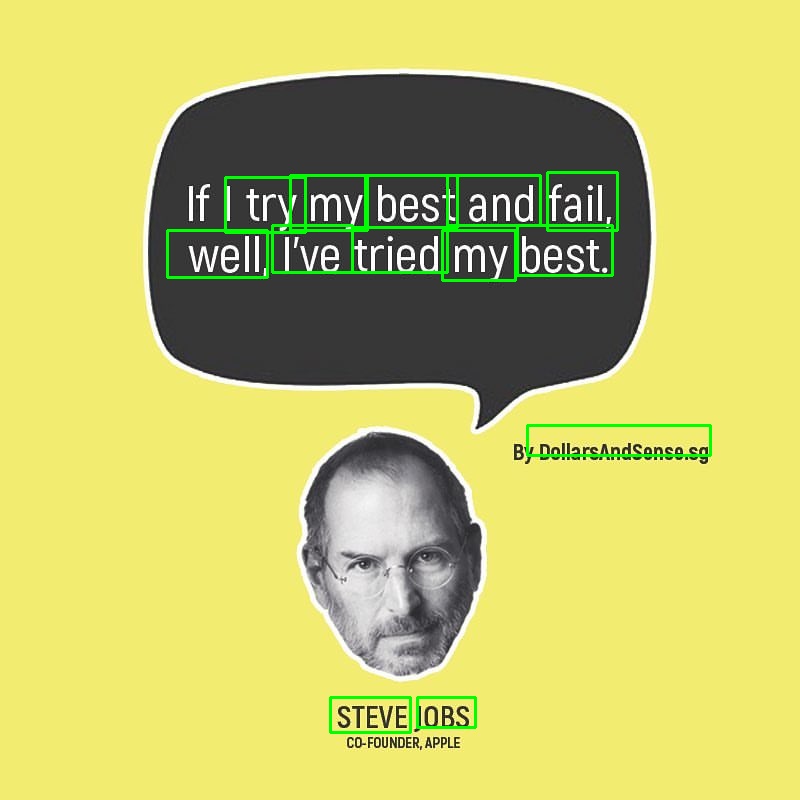 If I try my best and fail,
well, I've tried my best.
By DollarsAndSense.sg
STEVE JOBS
CO-FOUNDER, APPLE